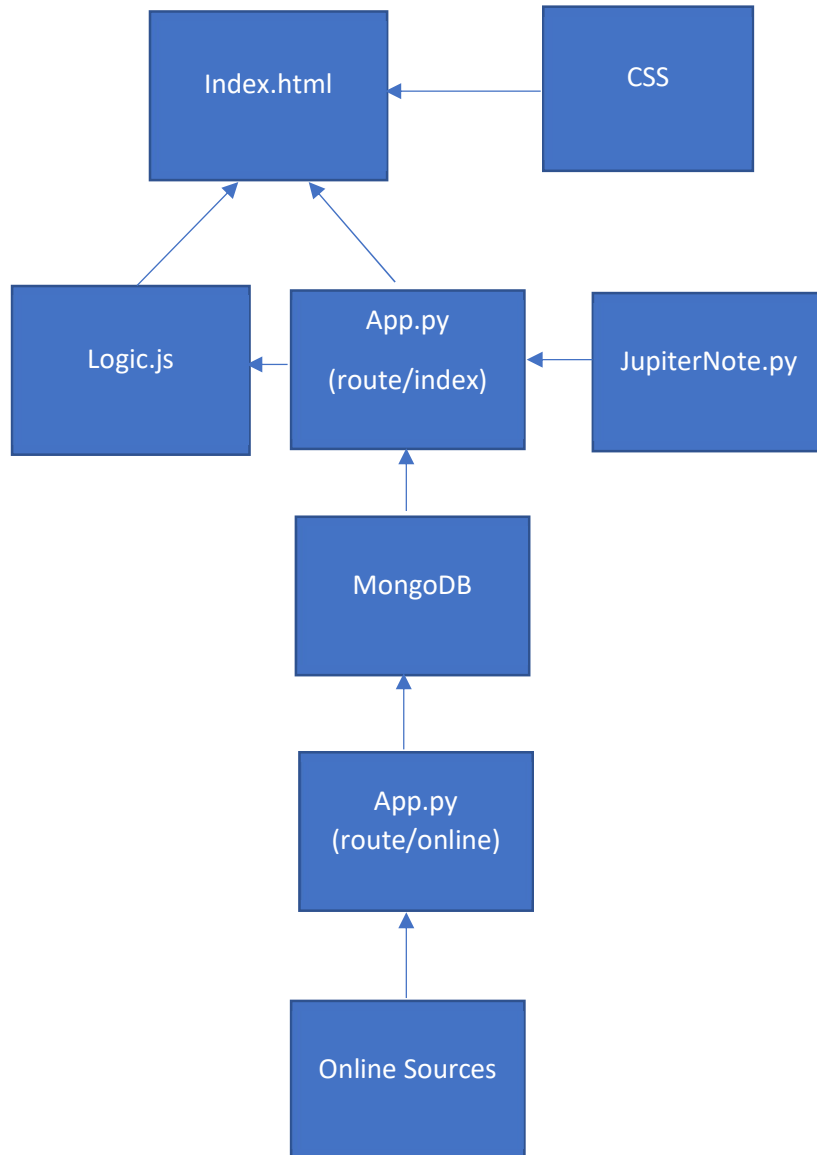 Index.html
CSS
Logic.js
App.py
(route/index)
JupiterNote.py
MongoDB
App.py
(route/online)
Online Sources